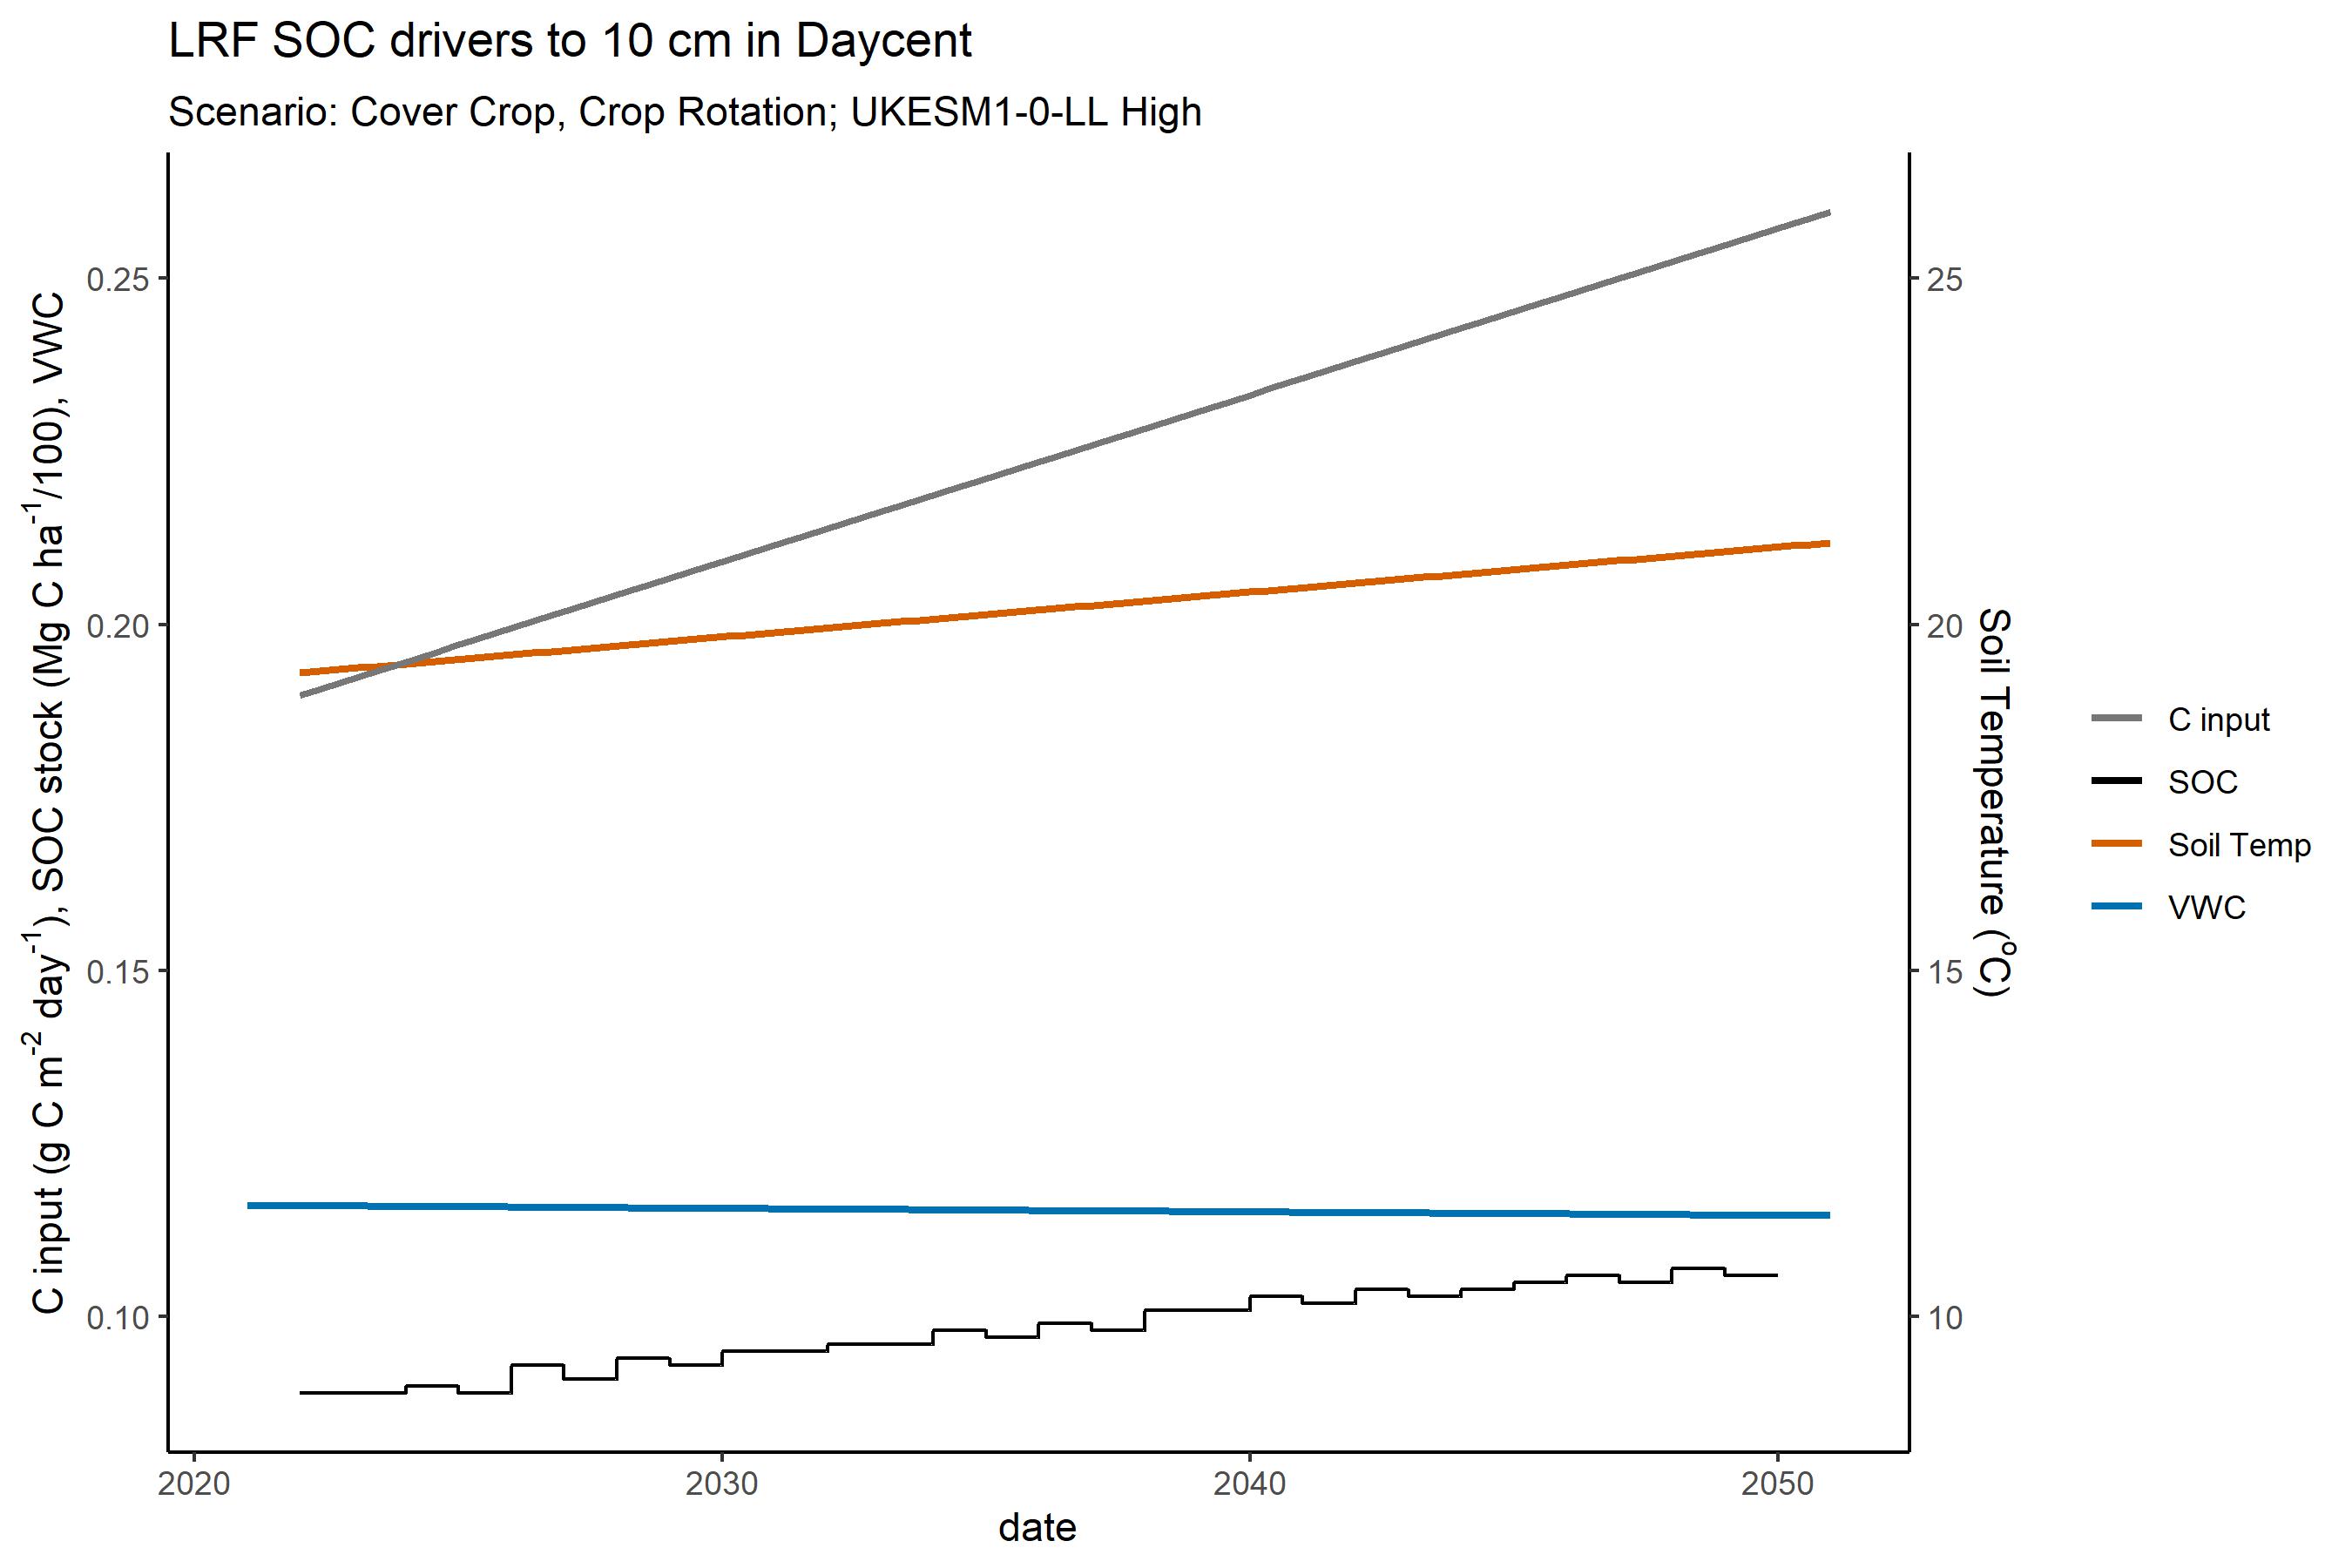 LRF SOC drivers to 10 cm in Daycent
Scenario: Cover Crop, Crop Rotation; UKESM1-0-LL High
C input (g C m⁻² day⁻¹), SOC stock (Mg C ha⁻¹/100), VWC
0.25
0.20
0.15
0.10
25
20
15
10
Soil Temperature (ºC)
C input
SOC
Soil Temp
VWC
2020
2030
2040
2050
date